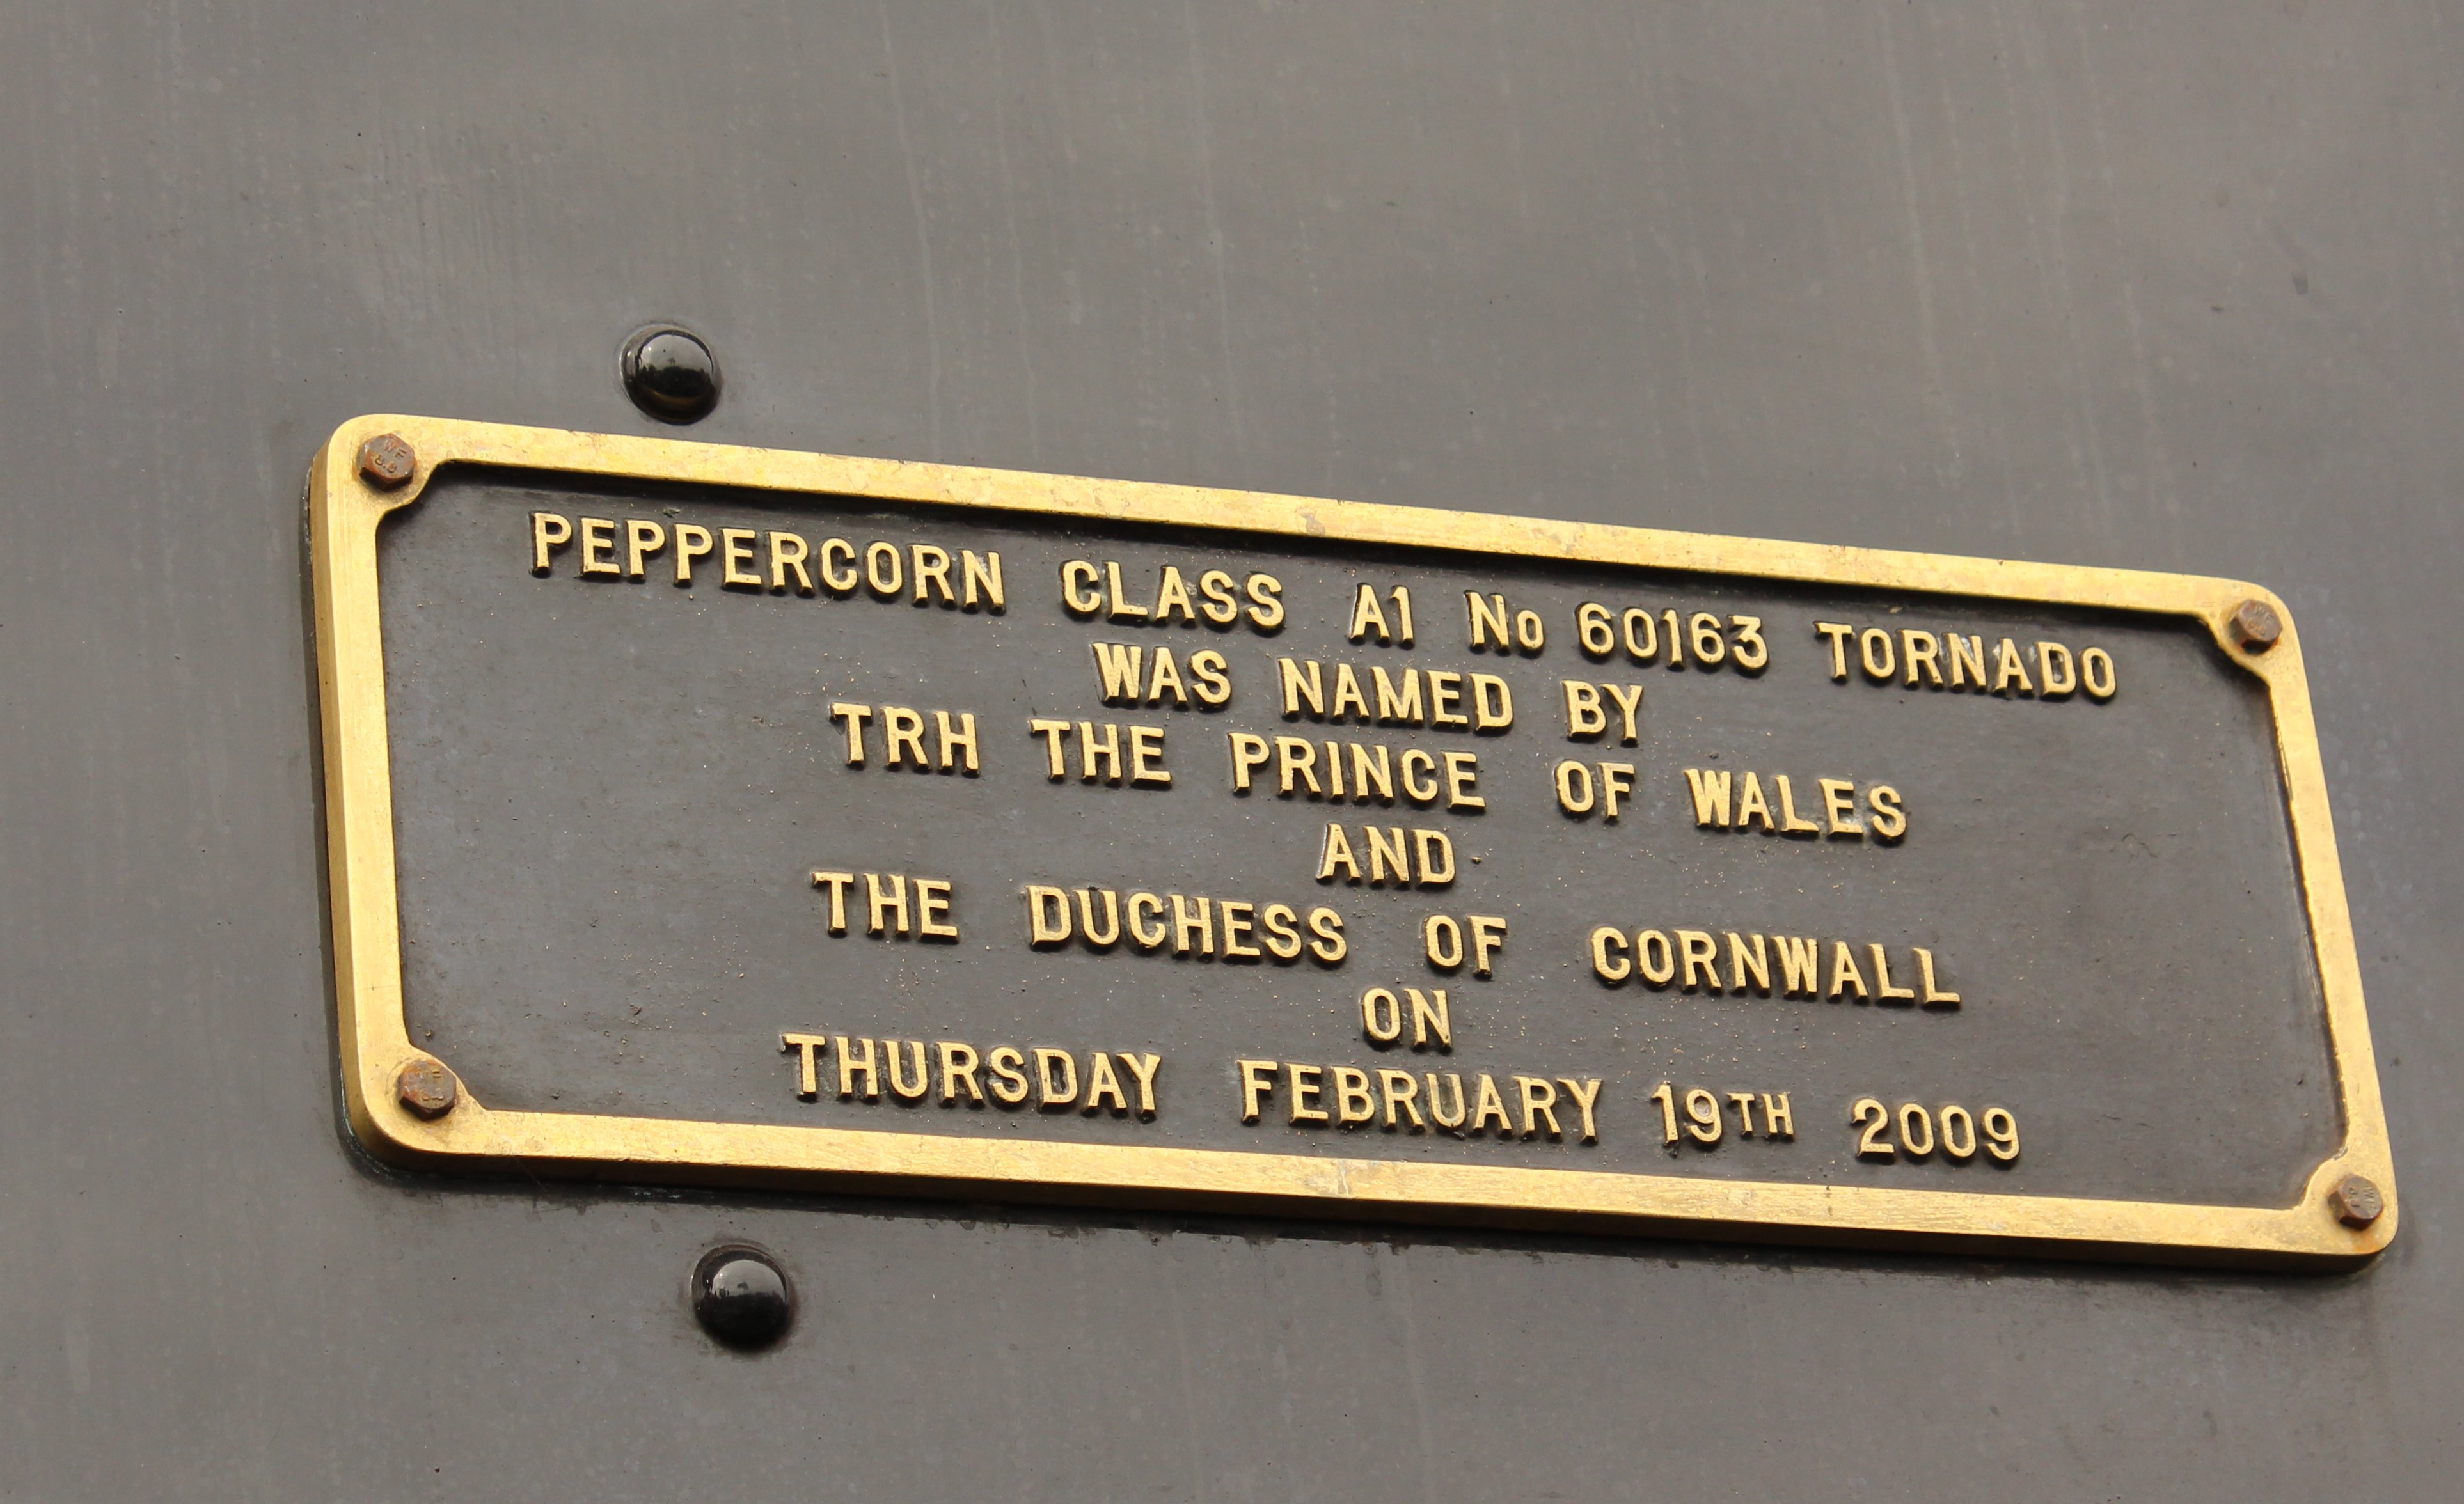 PEPPERCORN CLASS A1 No 60163 TORNADO
WAS NAMED BY
TRH THE PRINCE OF WALES
AND
THE DUCHESS OF CORNWALL
ON
THURSDAY FEBRUARY 19TH 2009